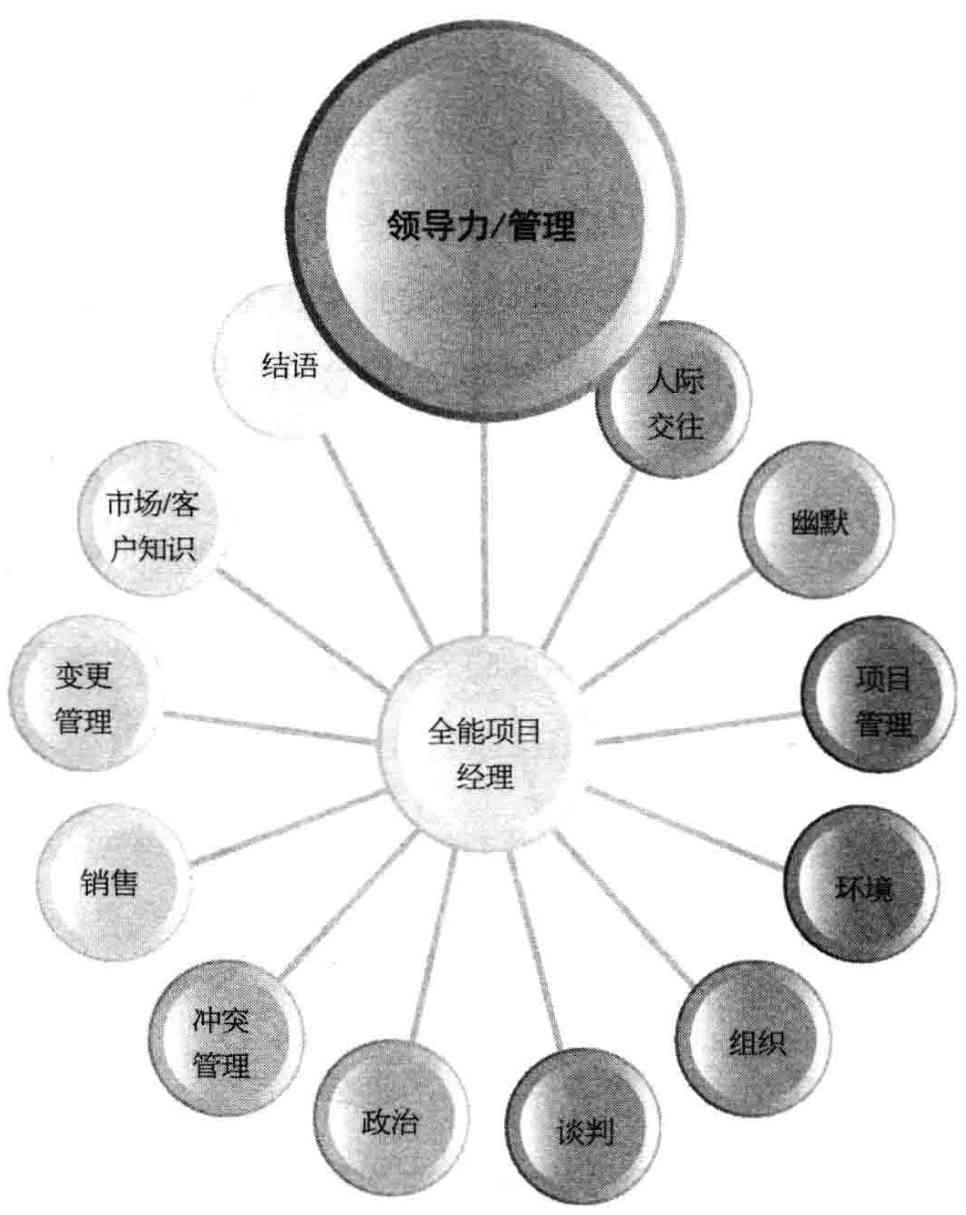 领导力/管理
结语
人际
交往
市场/客
户知识
幽默
变更
管理
项目
管理
全能项目
经理
销售
环境
冲突
管理
组织
政治
谈判